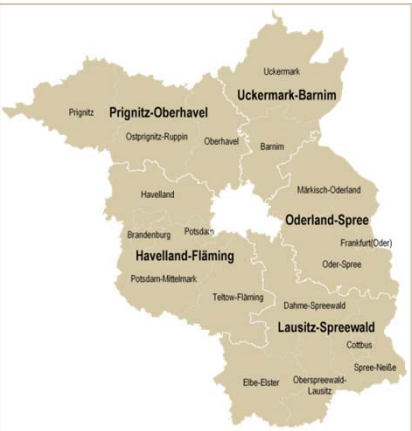 Uckermark
Uckermark-Barnim
Prignitz
Prignitz-Oberhavel
Ostprignitz-Ruppin
Oberhavel
Barnim
Havelland
Märkisch-Oderland
Oderland-Spree
Brandenburg
Potsdam
Frankfurt(Oder)
Havelland-Fläming
Oder-Spree
Potsdam-Mittelmark
Teltow-Fläming
Dahme-Spreewald
Lausitz-Spreewald
Cottbus
Spree-Neiße
Elbe-Elster
Oberspreewald-
Lausitz